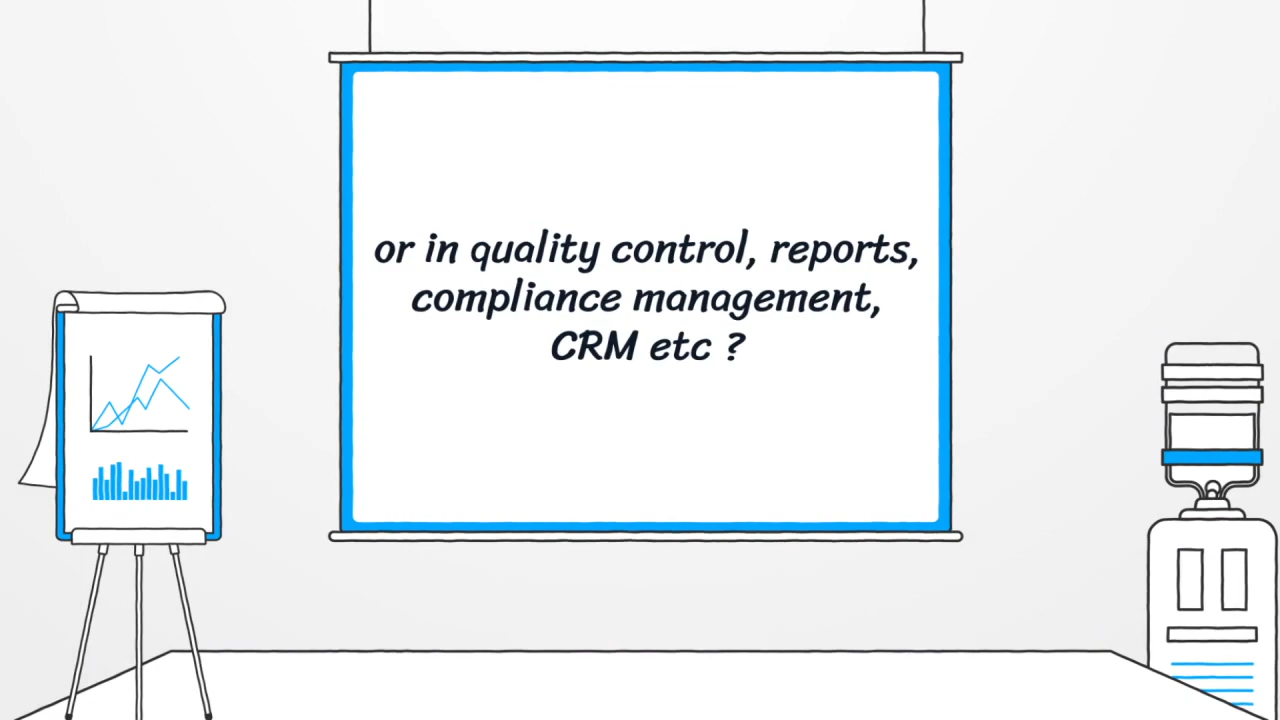 or in quality control, reports,
compliance management,
CRM etc ?